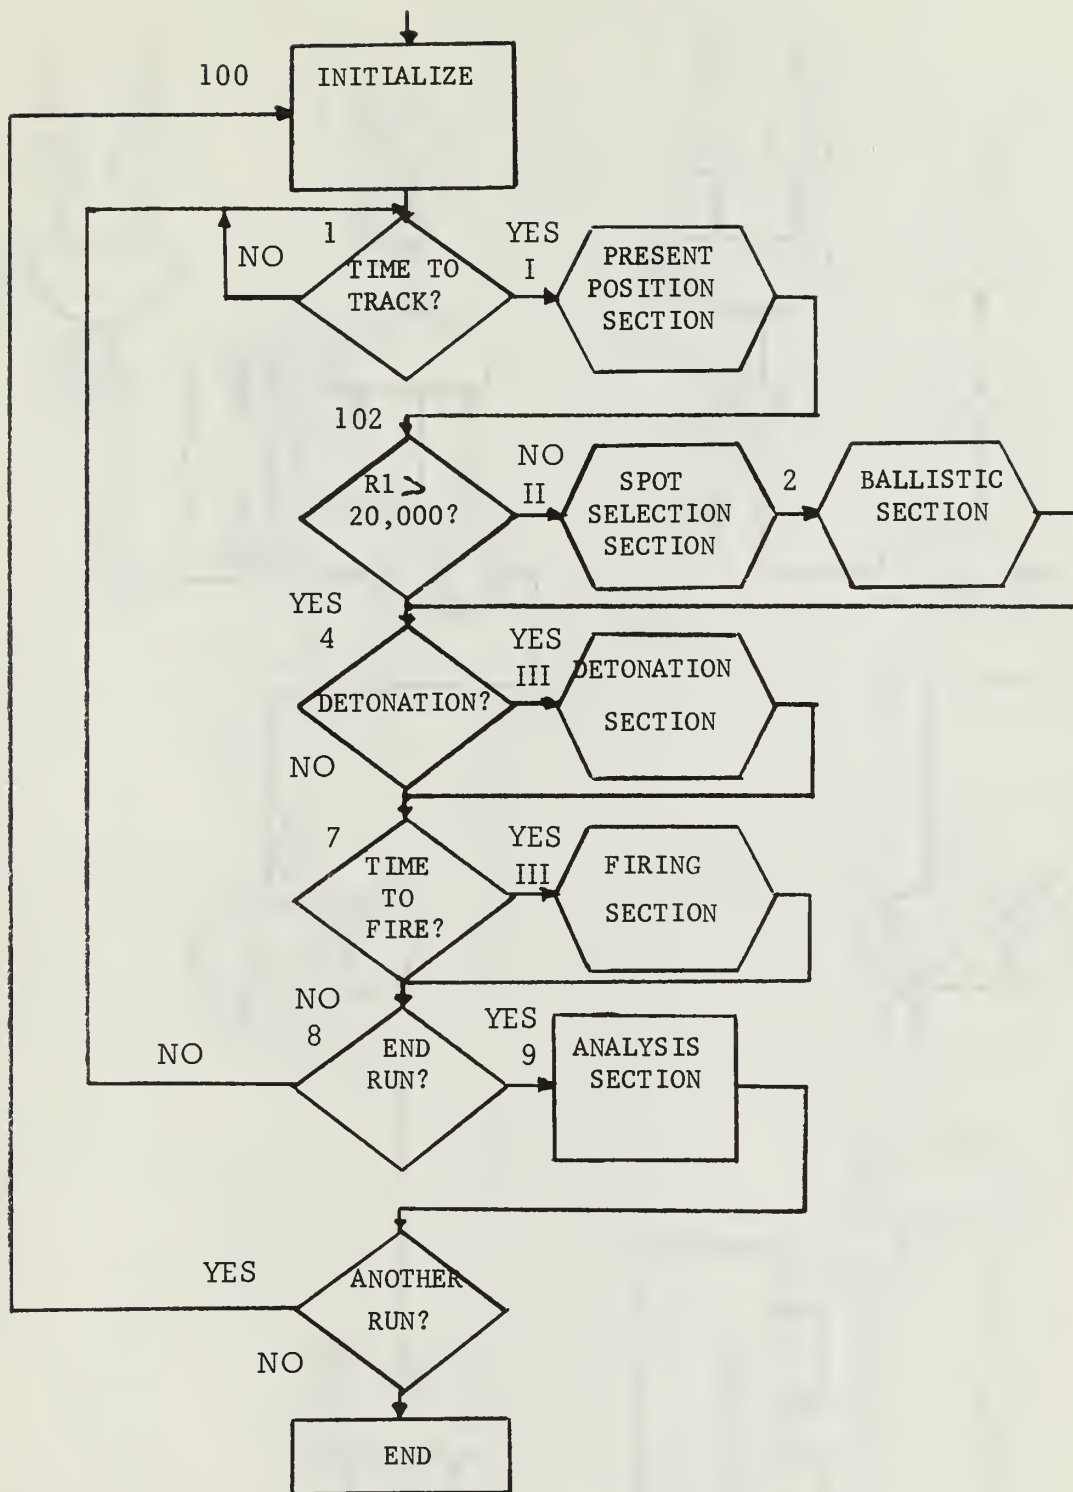 100
INITIALIZE
1
NO
TIME TO
TRACK?
YES
I
PRESENT
POSITION
SECTION
102
R1 >
20,000?
NO
II
SPOT
SELECTION
SECTION
2
BALLISTIC
SECTION
YES
4
DETONATION?
YES
III
DETONATION
SECTION
NO
7
TIME
TO
FIRE?
YES
III
FIRING
SECTION
NO
8
NO
END
RUN?
YES
9
ANALYSIS
SECTION
YES
ANOTHER
RUN?
NO
END